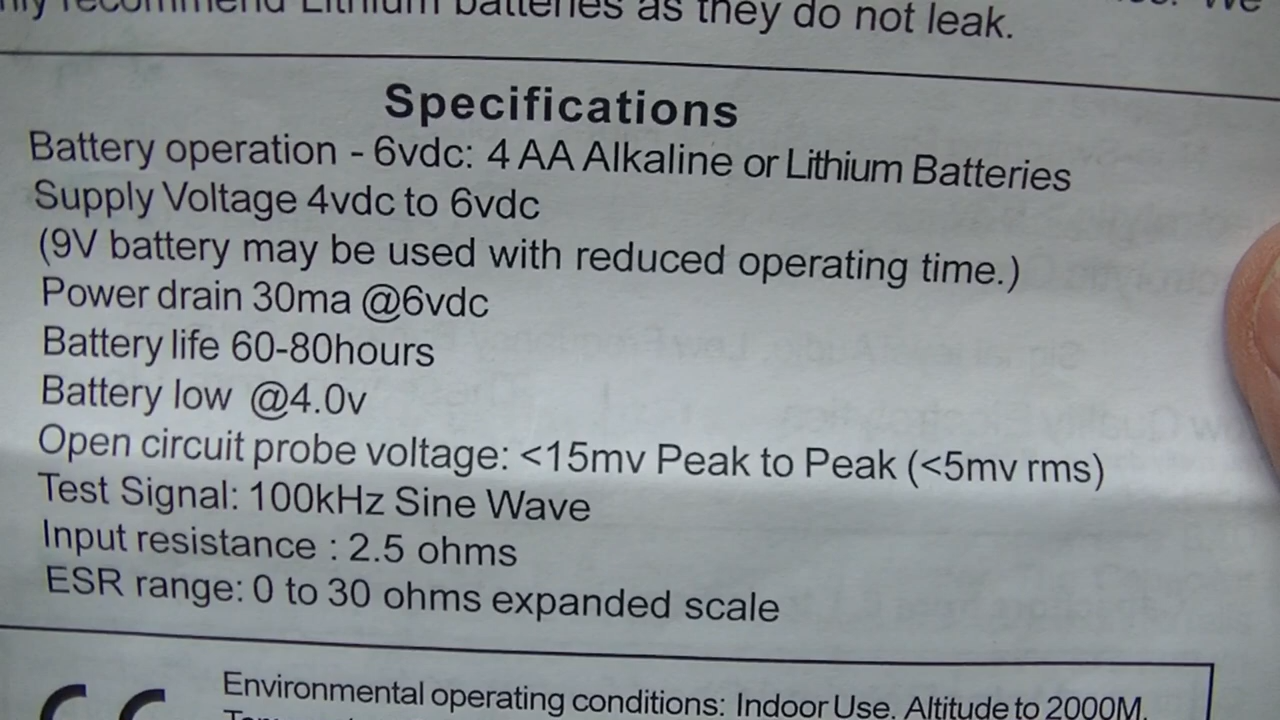 recommend Lithium batteries as they do not leak. We
Specifications
Battery operation - 6vdc: 4 AA Alkaline or Lithium Batteries
Supply Voltage 4vdc to 6vdc
(9V battery may be used with reduced operating time.)
Power drain 30ma @6vdc
Battery life 60-80hours
Battery low @4.0v
Open circuit probe voltage: <15mv Peak to Peak (<5mv rms)
Test Signal: 100kHz Sine Wave
Input resistance : 2.5 ohms
ESR range: 0 to 30 ohms expanded scale
CE
Environmental operating conditions: Indoor Use. Altitude to 2000M.